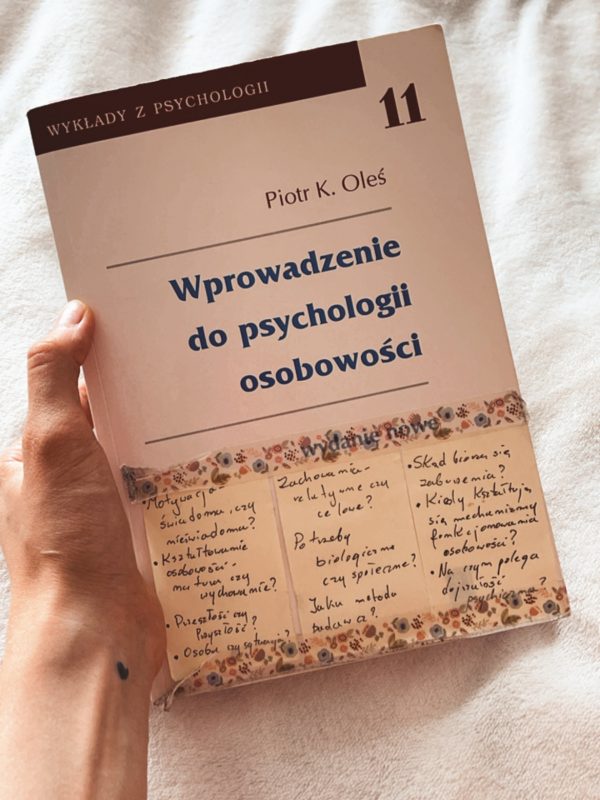 WYKŁADY Z PSYCHOLOGII
11
Piotr K. Oleś
Wprowadzenie
do psychologii
osobowości
wydanie nowe
• Motywacja-
świadoma, czy
nieświadoma?
• Kształtowanie
osobowości -
natura czy
wychowanie?
• Przeszłość czy
Przyszłość?
• Osoba czy sytuacja?
Zachowania-
relatywne czy
celowe?
Potrzeby
biologiczne
czy społeczne?
Jaka metoda
badawcza?
• Skąd biorą się
zaburzenia?
• Kiedy kształtują
się mechanizmy
funkcjonowania
osobowości?
• Na czym polega
dojrzałość
psychiczna?